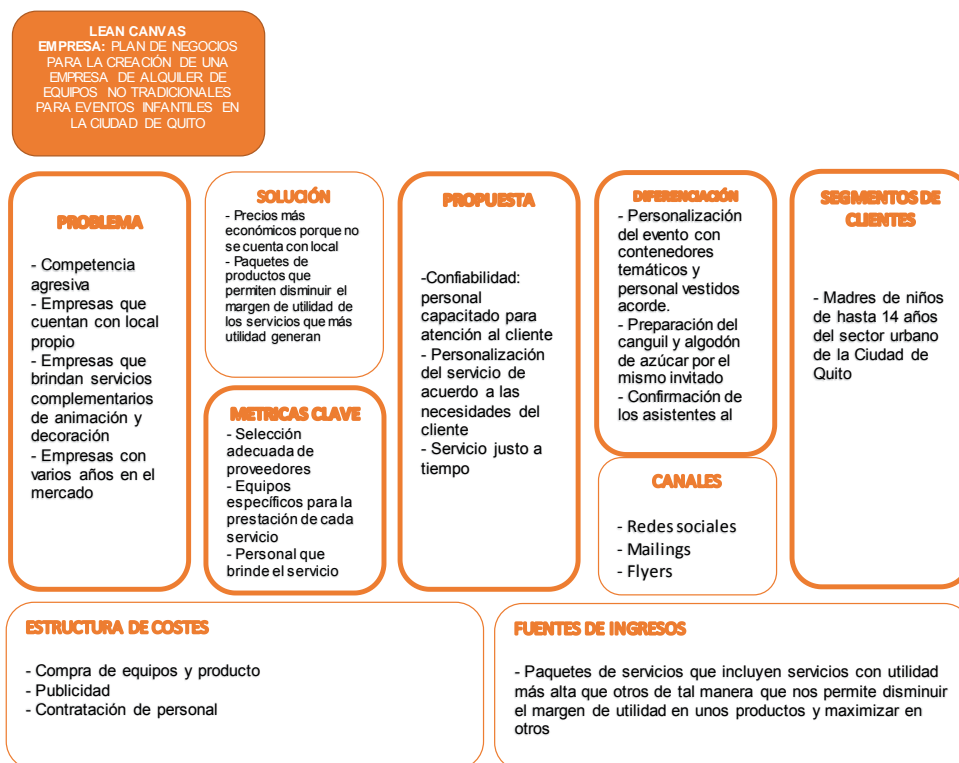 LEAN CANVAS
EMPRESA: PLAN DE NEGOCIOS
PARA LA CREACIÓN DE UNA
EMPRESA DE ALQUILER DE
EQUIPOS NO TRADICIONALES
PARA EVENTOS INFANTILES EN
LA CIUDAD DE QUITO
PROBLEMA
- Competencia
agresiva
- Empresas que
cuentan con local
propio
- Empresas que
brindan servicios
complementarios
de animación y
decoración
- Empresas con
varios años en el
mercado
SOLUCIÓN
- Precios más
económicos porque no
se cuenta con local
- Paquetes de
productos que
permiten disminuir el
margen de utilidad de
los servicios que más
utilidad generan
METRICAS CLAVE
- Selección
adecuada de
proveedores
- Equipos
específicos para la
prestación de cada
servicio
- Personal que
brinde el servicio
PROPUESTA
-Confiabilidad:
personal
capacitado para
atención al cliente
- Personalización
del servicio de
acuerdo a las
necesidades del
cliente
- Servicio justo a
tiempo
DIFERENCIACIÓN
- Personalización
del evento con
contenedores
temáticos y
personal vestidos
acorde.
- Preparación del
canguil y algodón
de azúcar por el
mismo invitado
- Confirmación de
los asistentes al
CANALES
- Redes sociales
- Mailings
- Flyers
SEGMENTOS DE
CLIENTES
- Madres de niños
de hasta 14 años
del sector urbano
de la Ciudad de
Quito
ESTRUCTURA DE COSTES
- Compra de equipos y producto
- Publicidad
- Contratación de personal
FUENTES DE INGRESOS
- Paquetes de servicios que incluyen servicios con utilidad
más alta que otros de tal manera que nos permite disminuir
el margen de utilidad en unos productos y maximizar en
otros